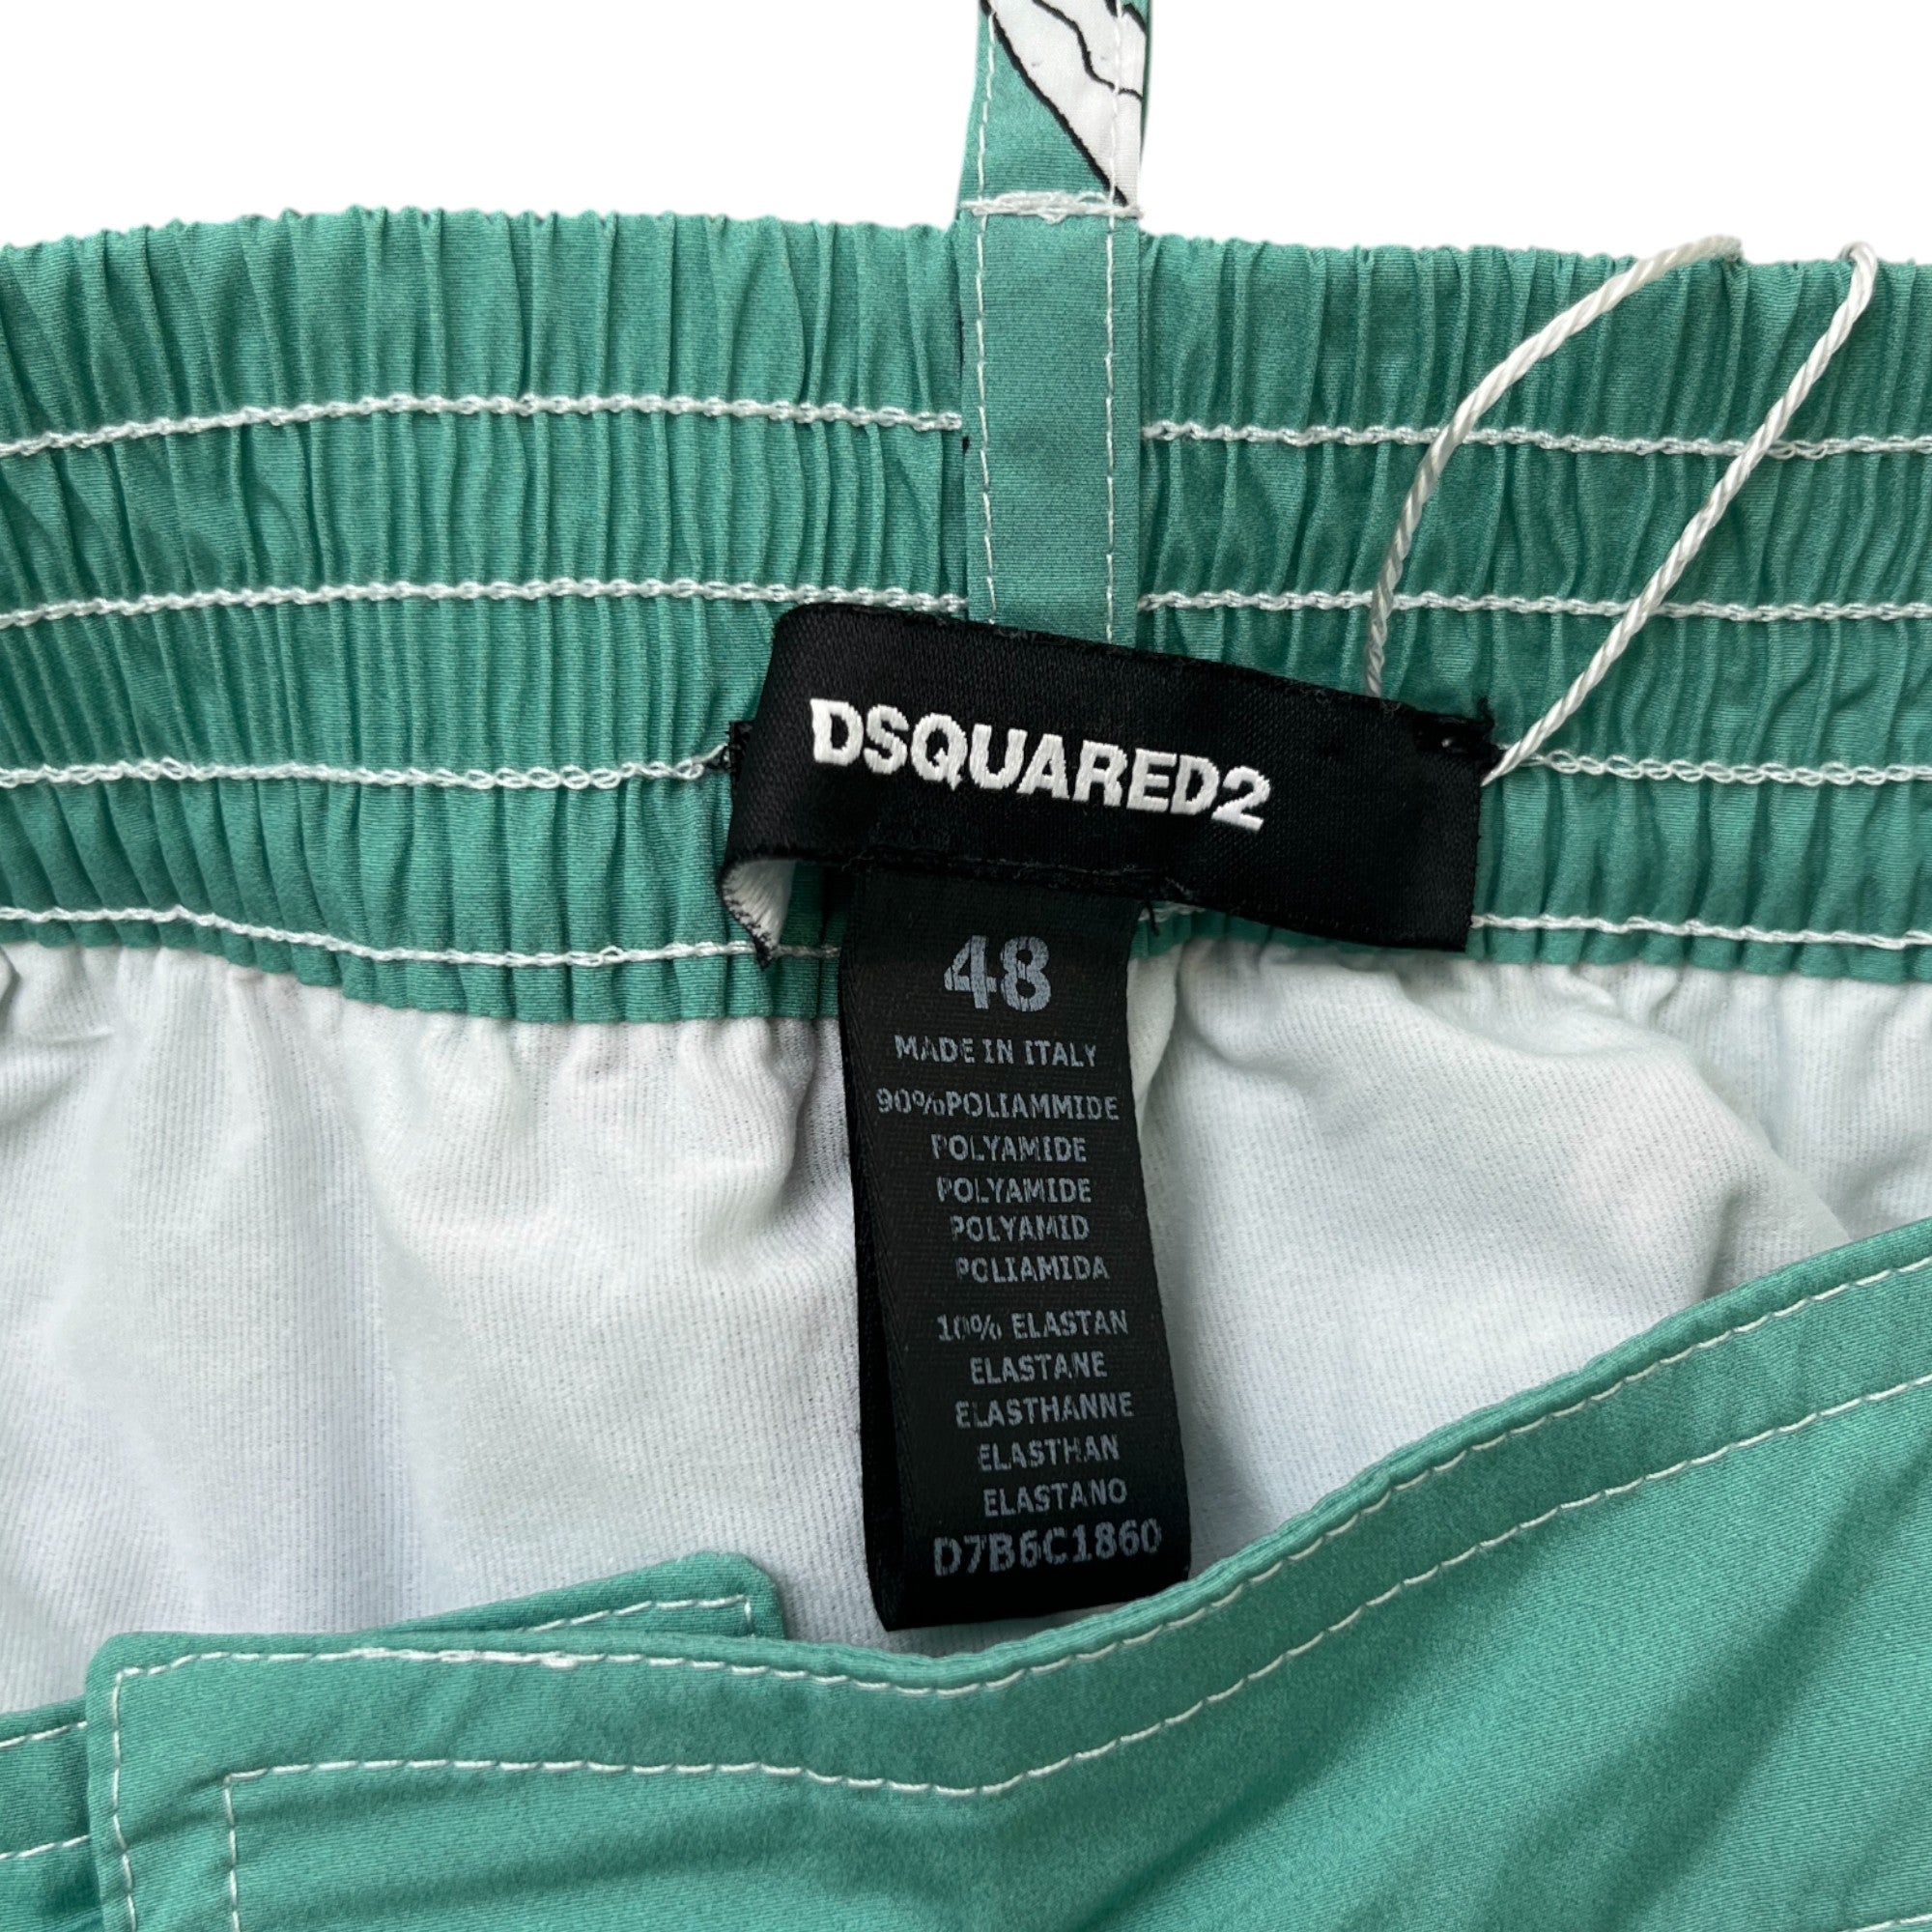 DSQUARED2
48
MADE IN ITALY
90%POLIAMMIDE
POLYAMIDE
POLYAMIDE
POLYAMID
POLIAMIDA
10% ELASTAN
ELASTANE
ELASTHANNE
ELASTHAN
ELASTANO
D7B6C1860